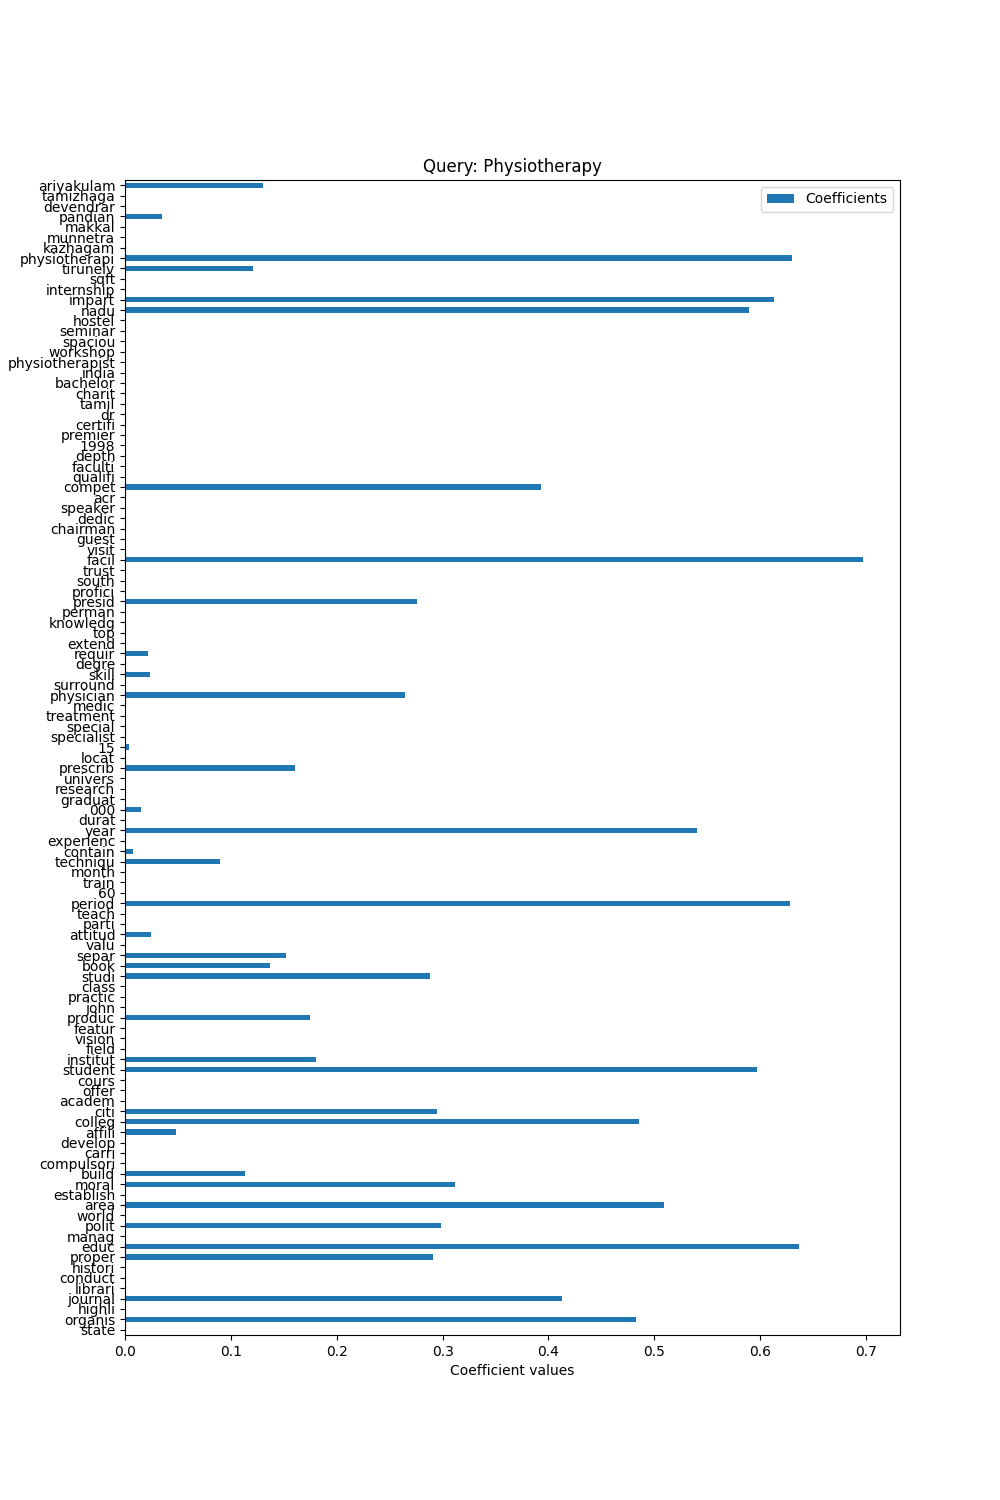 Query: Physiotherapy
Coefficients
ariyakulam
tamizhaga
devendrar
pandian
makkal
munnetra
kazhagam
physiotherapi
tirunelv
sqft
internship
impart
nadu
hostel
seminar
spaciou
workshop
physiotherapist
india
bachelor
charit
tamil
dr
certifi
premier
1998
depth
faculti
qualifi
compet
acr
speaker
dedic
chairman
guest
visit
facil
trust
south
profici
presid
perman
knowledg
top
extend
requir
degre
skill
surround
physician
medic
treatment
special
specialist
15
locat
prescrib
univers
research
graduat
000
durat
year
experienc
contain
techniqu
month
train
60
period
teach
parti
attitud
valu
separ
book
studi
class
practic
john
produc
featur
vision
field
institut
student
cours
offer
academ
citi
colleg
affili
develop
carri
compulsori
build
moral
establish
area
world
polit
manag
educ
proper
histori
conduct
librari
journal
highli
organis
state
0.0 0.1 0.2 0.3 0.4 0.5 0.6 0.7
Coefficient values